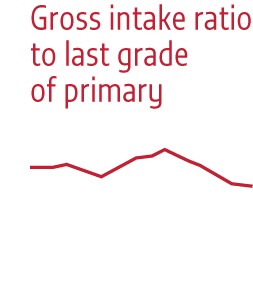 Gross intake ratio
to last grade
of primary